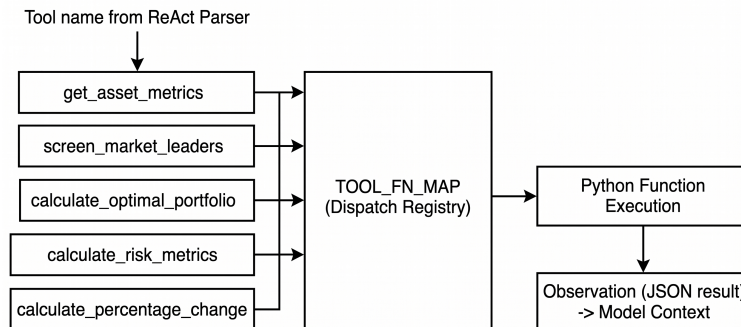 Tool name from ReAct Parser
get_asset_metrics
screen_market_leaders
calculate_optimal_portfolio
calculate_risk_metrics
calculate_percentage_change
TOOL_FN_MAP
(Dispatch Registry)
Python Function
Execution
Observation (JSON result)
-> Model Context